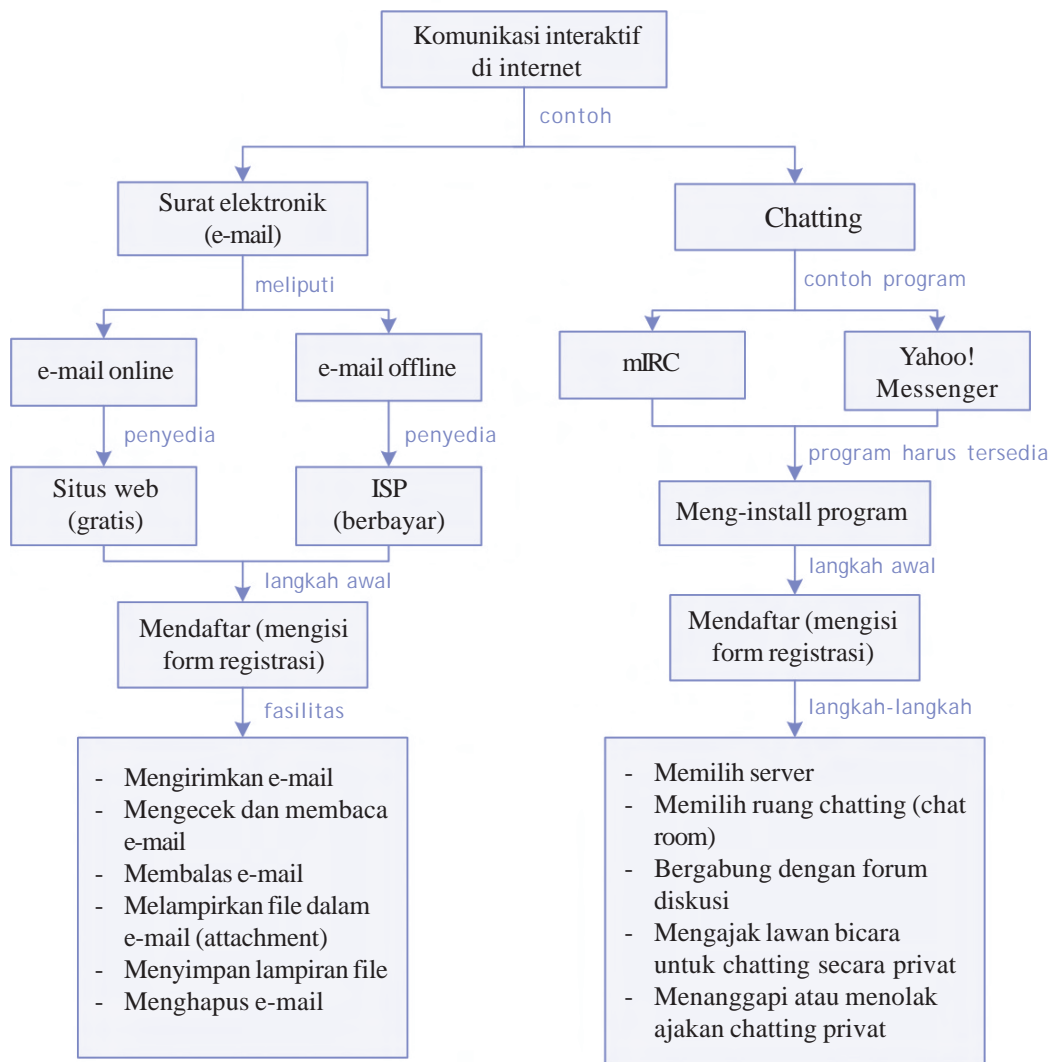 Komunikasi interaktif
di internet
contoh
Surat elektronik
(e-mail)
Chatting
meliputi
contoh program
e-mail online
e-mail offline
mIRC
Yahoo!
Messenger
penyedia
penyedia
program harus tersedia
Situs web
(gratis)
ISP
(berbayar)
Meng-install program
langkah awal
langkah awal
Mendaftar (mengisi
form registrasi)
Mendaftar (mengisi
form registrasi)
fasilitas
langkah-langkah
- Mengirimkan e-mail
- Mengecek dan membaca
e-mail
- Membalas e-mail
- Melampirkan file dalam
e-mail (attachment)
- Menyimpan lampiran file
- Menghapus e-mail
- Memilih server
- Memilih ruang chatting (chat
room)
- Bergabung dengan forum
diskusi
- Mengajak lawan bicara
untuk chatting secara privat
- Menanggapi atau menolak
ajakan chatting privat